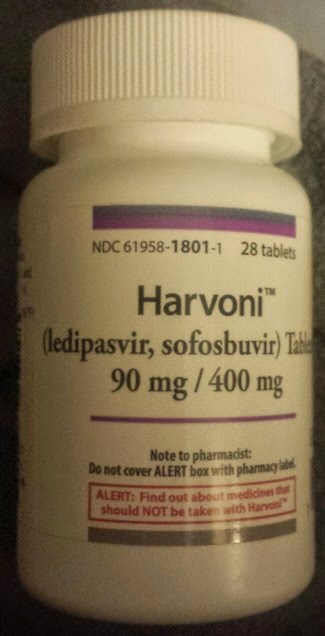 NDC 61958-1801-1 28 tablets
Harvoni™
(ledipasvir, sofosbuvir)
90 mg / 400 mg
Note to pharmacist:
Do not cover ALERT box with pharmacy label.
ALERT: Find out about medicines that
should NOT be taken with Harvoni™